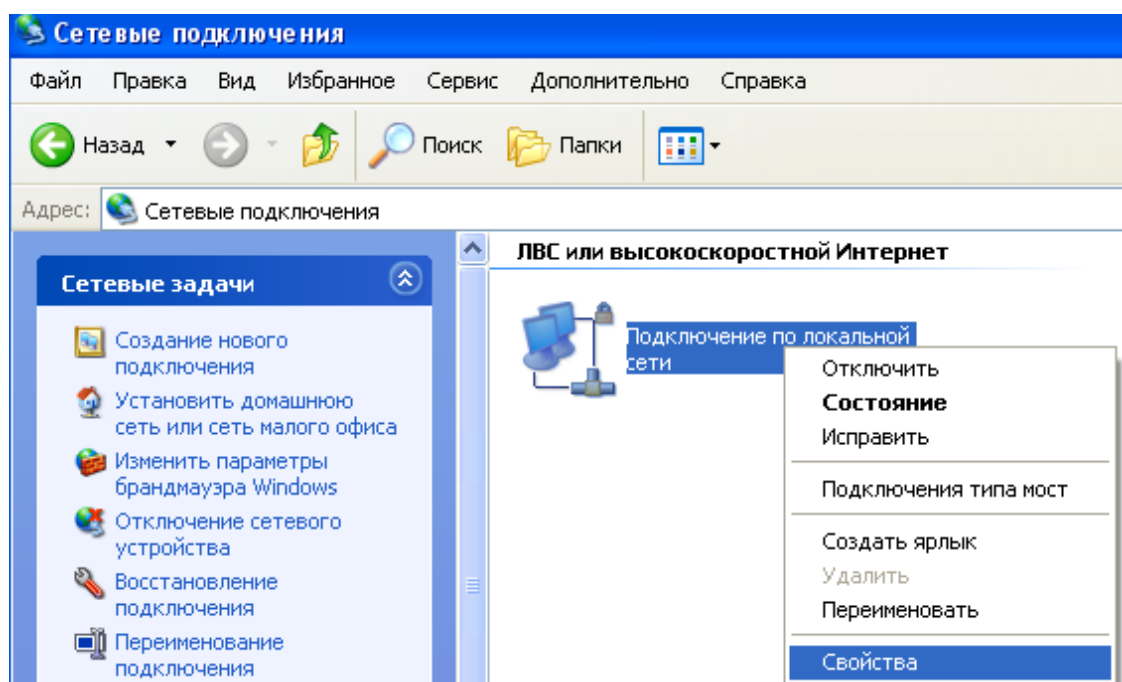 Сетевые подключения
Файл Правка Вид Избранное Сервис Дополнительно Справка
Назад Поиск Папки
Адрес: Сетевые подключения
Сетевые задачи
Создание нового
подключения
Установить домашнюю
сеть или сеть малого офиса
Изменить параметры
брандмауэра Windows
Отключение сетевого
устройства
Восстановление
подключения
Переименование
подключения
ЛВС или высокоскоростной Интернет
Подключение по локальной
сети
Отключить
Состояние
Исправить
Подключения типа мост
Создать ярлык
Удалить
Переименовать
Свойства